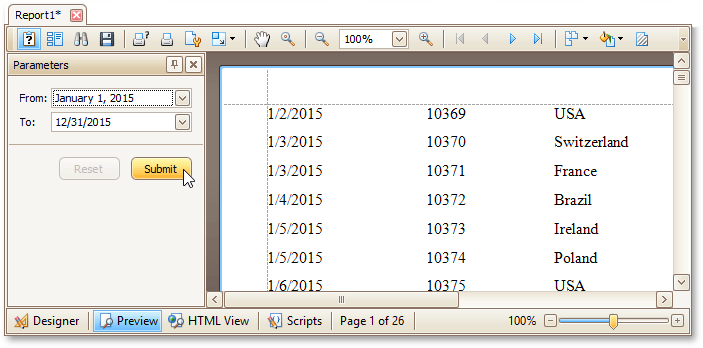 Report1*
100%
Parameters
From: January 1, 2015
To: 12/31/2015
Reset Submit
1/2/2015 10369 USA
1/3/2015 10370 Switzerland
1/3/2015 10371 France
1/4/2015 10372 Brazil
1/5/2015 10373 Ireland
1/5/2015 10374 Poland
1/6/2015 10375 USA
Designer Preview HTML View Scripts Page 1 of 26 100%